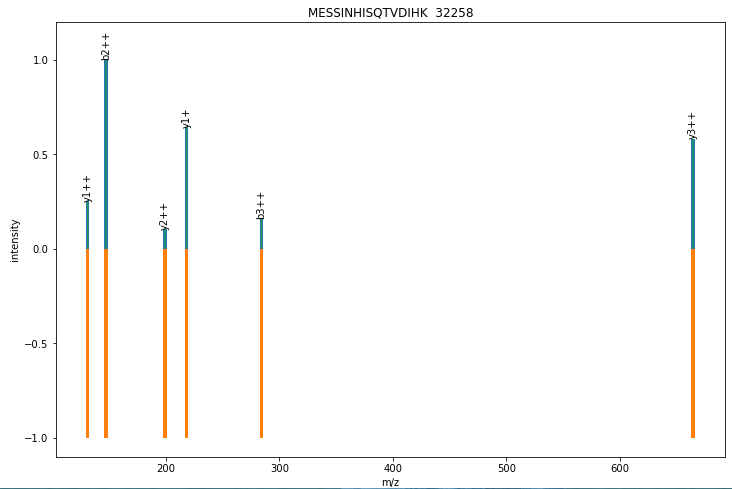 MESSINHISQTVDIHK 32258
b2++
y1+
y3++
y1++
y2++
b3++
1.0
0.5
0.0
−0.5
−1.0
intensity
200 300 400 500 600
m/z